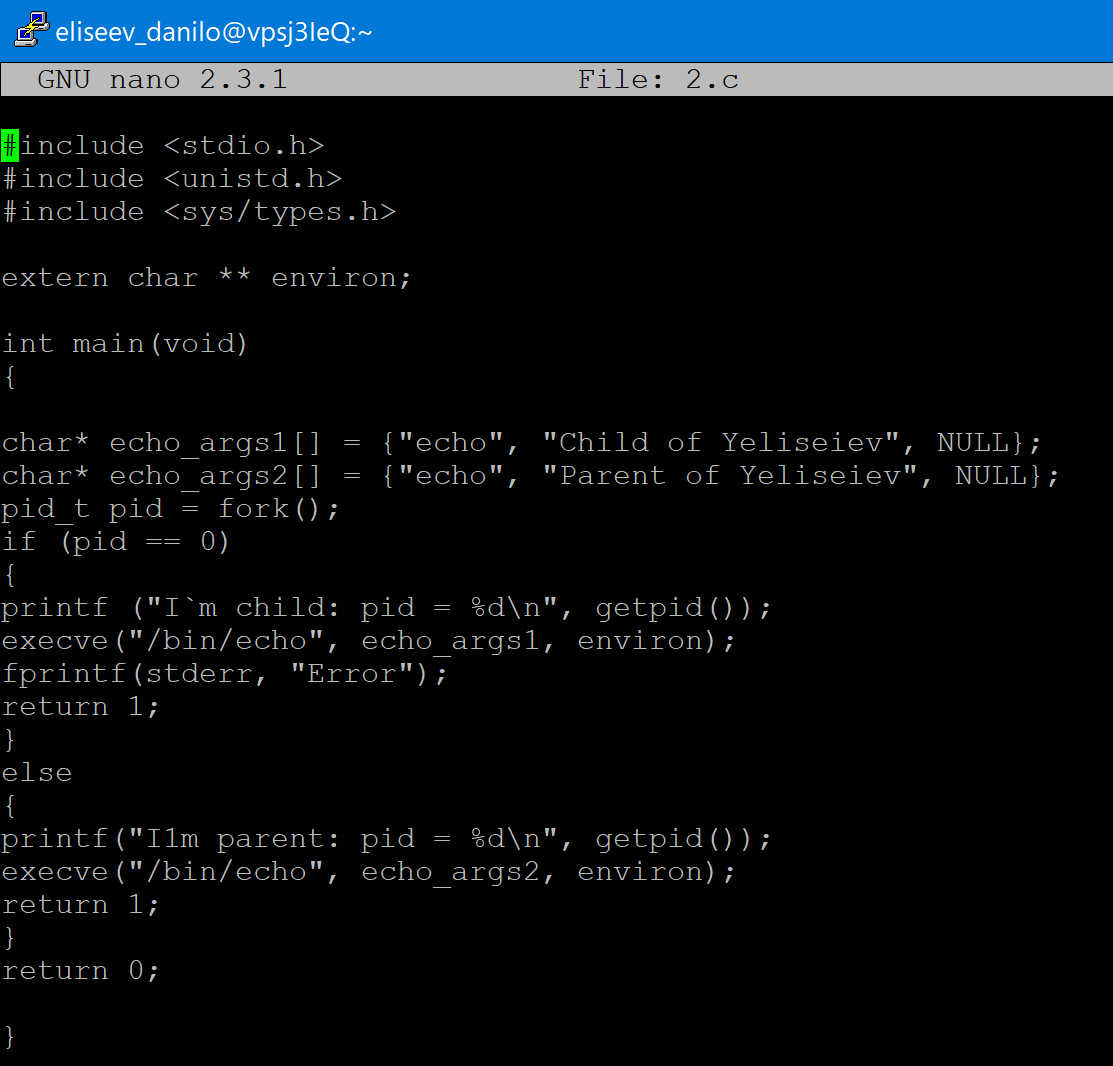 eliseev_danilo@vpsj3IeQ:~
GNU nano 2.3.1 File: 2.c
#include <stdio.h>
#include <unistd.h>
#include <sys/types.h>
extern char ** environ;
int main(void)
{
char* echo_args1[] = {"echo", "Child of Yeliseiev", NULL};
char* echo_args2[] = {"echo", "Parent of Yeliseiev", NULL};
pid_t pid = fork();
if (pid == 0)
{
printf ("I`m child: pid = %d\n", getpid());
execve("/bin/echo", echo_args1, environ);
fprintf(stderr, "Error");
return 1;
}
else
{
printf("I1m parent: pid = %d\n", getpid());
execve("/bin/echo", echo_args2, environ);
return 1;
}
return 0;
}